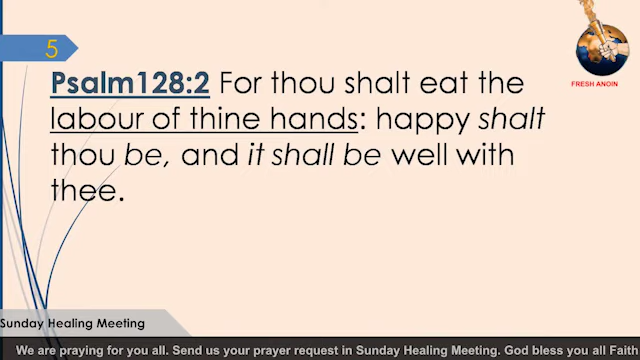 5
Psalm128:2 For thou shalt eat the
labour of thine hands: happy shalt
thou be, and it shall be well with
thee.
FRESH ANOIN
Sunday Healing Meeting
We are praying for you all. Send us your prayer request in Sunday Healing Meeting. God bless you all Faith